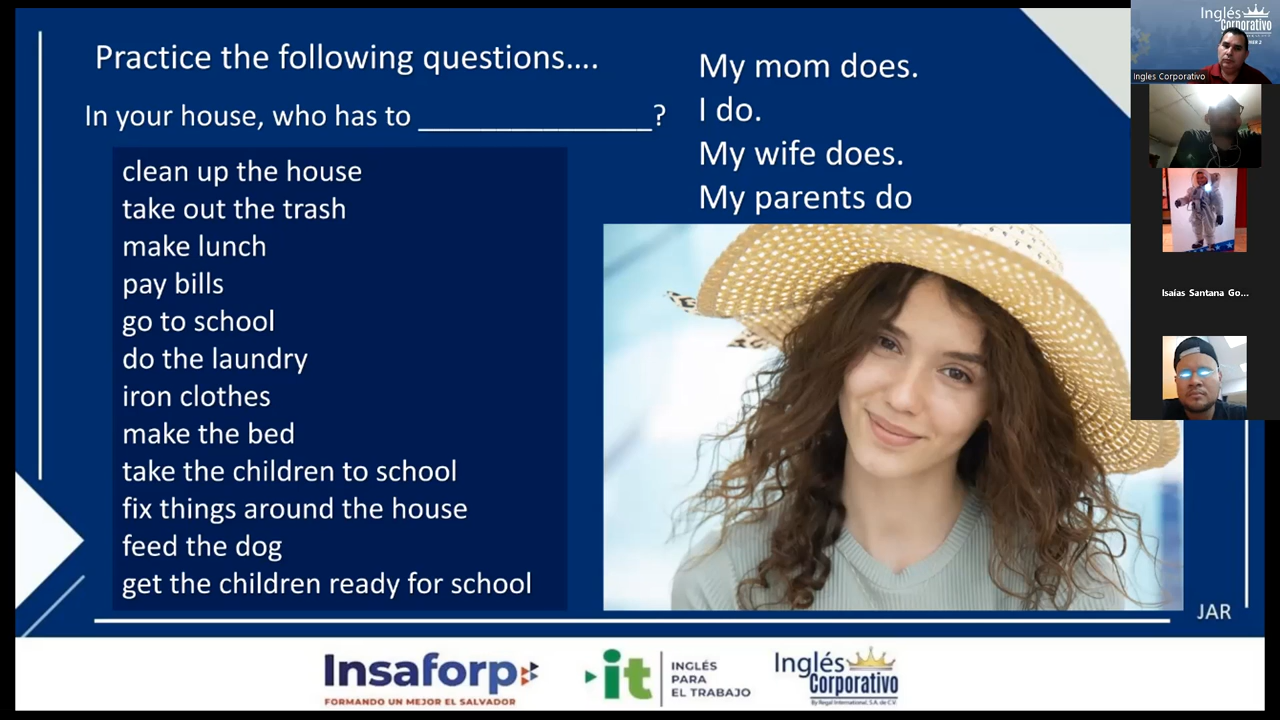 Practice the following questions....
In your house, who has to _______________?
clean up the house
take out the trash
make lunch
pay bills
go to school
do the laundry
iron clothes
make the bed
take the children to school
fix things around the house
feed the dog
get the children ready for school
My mom does.
I do.
My wife does.
My parents do
JAR
Insaforp
FORMANDO UN MEJOR EL SALVADOR
it
INGLÉS
PARA
EL TRABAJO
Inglés
Corporativo
By Regal International, S.A. de C.V.
Inglés
Corporativo
Ingles Corporativo
Isaías Santana Go...